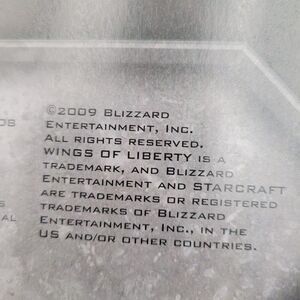 ©2009 Blizzard
Entertainment, Inc.
All rights reserved.
Wings of Liberty is a
trademark, and Blizzard
Entertainment and StarCraft
are trademarks or registered
trademarks of Blizzard
Entertainment, Inc., in the
US and/or other countries.